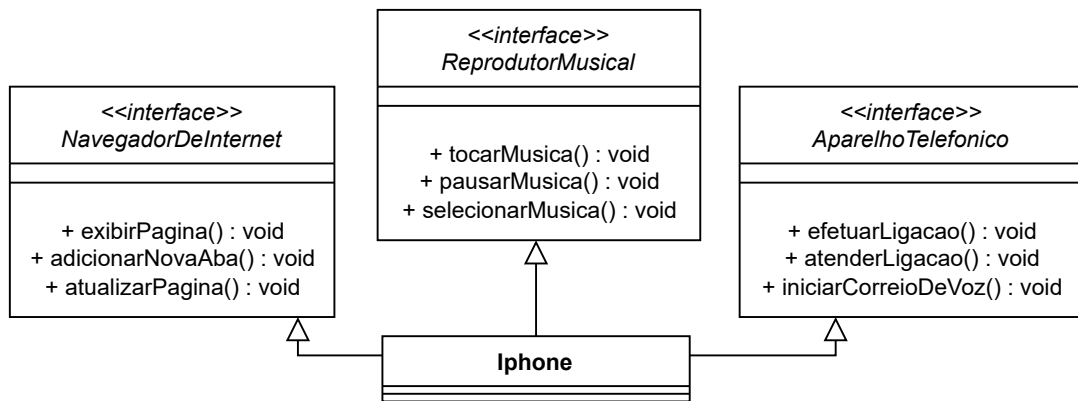 <<interface>>
ReprodutorMusical
+ tocarMusica() : void
+ pausarMusica() : void
+ selecionarMusica() : void
<<interface>>
NavegadorDeInternet
+ exibirPagina() : void
+ adicionarNovaAba() : void
+ atualizarPagina() : void
<<interface>>
AparelhoTelefonico
+ efetuarLigacao() : void
+ atenderLigacao() : void
+ iniciarCorreioDeVoz() : void
Iphone